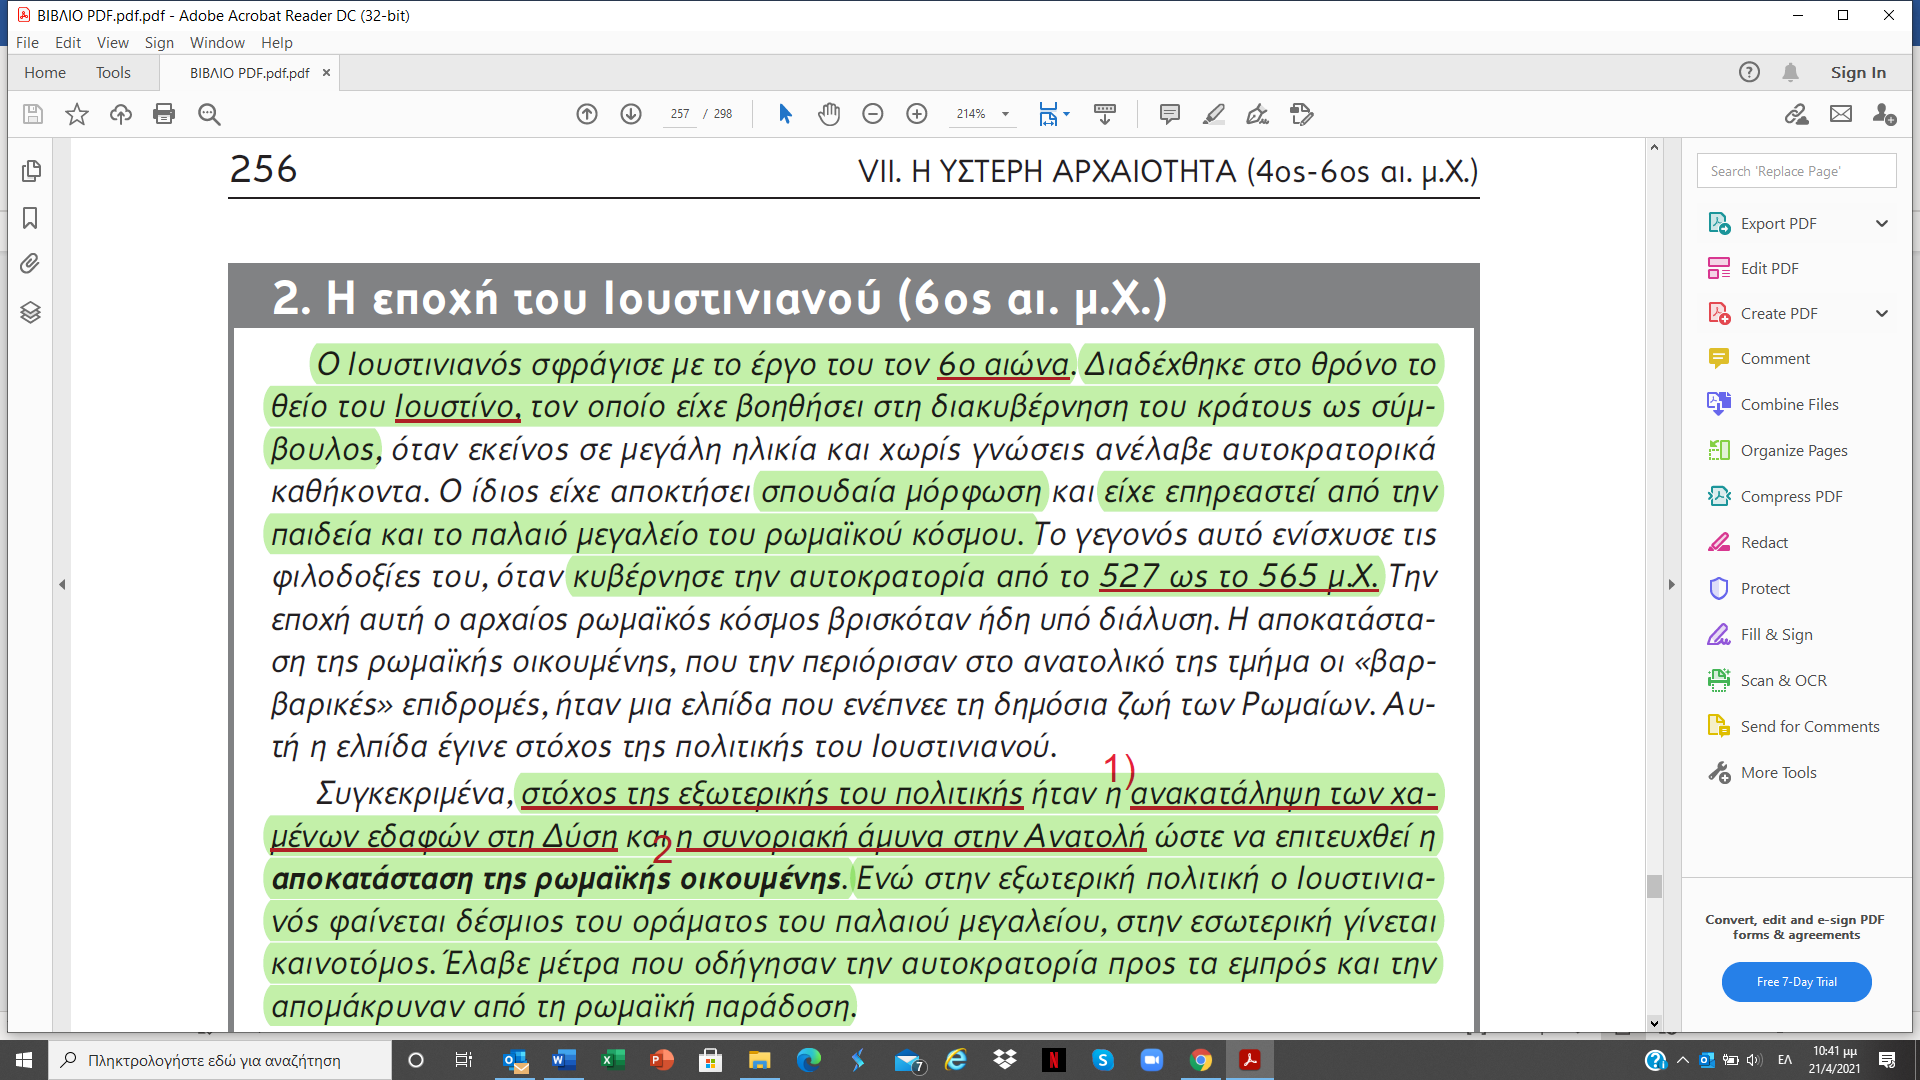 ΒΙΒΛΙΟ PDF.pdf.pdf - Adobe Acrobat Reader DC (32-bit)
File Edit View Sign Window Help
Home Tools ΒΙΒΛΙΟ PDF.pdf.pdf × Sign In
257 / 298 214%
256 VII. Η ΥΣΤΕΡΗ ΑΡΧΑΙΟΤΗΤΑ (4ος-6ος αι. μ.Χ.)
2. Η εποχή του Ιουστινιανού (6ος αι. μ.Χ.)
Ο Ιουστινιανός σφράγισε με το έργο του τον 6ο αιώνα. Διαδέχθηκε στο θρόνο το
θείο του Ιουστίνο, τον οποίο είχε βοηθήσει στη διακυβέρνηση του κράτους ως σύμ-
βουλος, όταν εκείνος σε μεγάλη ηλικία και χωρίς γνώσεις ανέλαβε αυτοκρατορικά
καθήκοντα. Ο ίδιος είχε αποκτήσει σπουδαία μόρφωση και είχε επηρεαστεί από την
παιδεία και το παλαιό μεγαλείο του ρωμαϊκού κόσμου. Το γεγονός αυτό ενίσχυσε τις
φιλοδοξίες του, όταν κυβέρνησε την αυτοκρατορία από το 527 ως το 565 μ.Χ. Την
εποχή αυτή ο αρχαίος ρωμαϊκός κόσμος βρισκόταν ήδη υπό διάλυση. Η αποκατάστα-
ση της ρωμαϊκής οικουμένης, που την περιόρισαν στο ανατολικό της τμήμα οι «βαρ-
βαρικές» επιδρομές, ήταν μια ελπίδα που ενέπνεε τη δημόσια ζωή των Ρωμαίων. Αυ-
τή η ελπίδα έγινε στόχος της πολιτικής του Ιουστινιανού.
1)
Συγκεκριμένα, στόχος της εξωτερικής του πολιτικής ήταν η ανακατάληψη των χα-
μένων εδαφών στη Δύση και η συνοριακή άμυνα στην Ανατολή ώστε να επιτευχθεί η
2
αποκατάσταση της ρωμαϊκής οικουμένης. Ενώ στην εξωτερική πολιτική ο Ιουστινια-
νός φαίνεται δέσμιος του οράματος του παλαιού μεγαλείου, στην εσωτερική γίνεται
καινοτόμος. Έλαβε μέτρα που οδήγησαν την αυτοκρατορία προς τα εμπρός και την
απομάκρυναν από τη ρωμαϊκή παράδοση.
Search 'Replace Page'
Export PDF
Edit PDF
Create PDF
Comment
Combine Files
Organize Pages
Compress PDF
Redact
Protect
Fill & Sign
Scan & OCR
Send for Comments
More Tools
Convert, edit and e-sign PDF
forms & agreements
Free 7-Day Trial
Πληκτρολογήστε εδώ για αναζήτηση
7
ΕΛ
10:41 μμ
21/4/2021